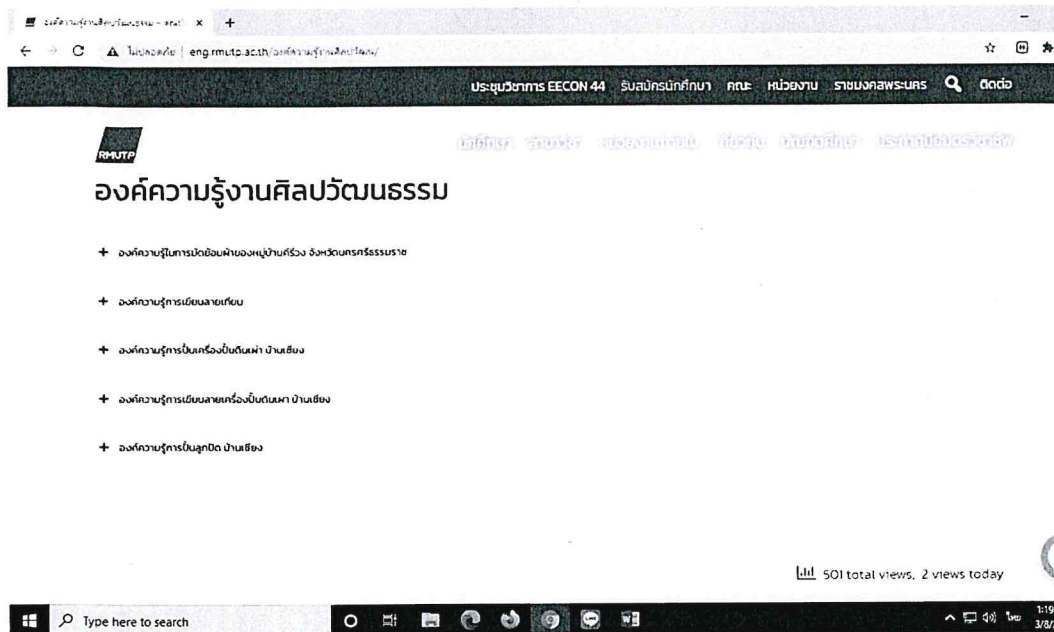 องค์ความรู้งานศิลปวัฒนธรรม –
ไม่ปลอดภัย | eng.rmutp.ac.th/องค์ความรู้งานศิลปวัฒน/
ประชุมวิชาการ EECON 44 รับสมัครนักศึกษา คณะ หน่วยงาน ราชมงคลพระนคร ติดต่อ
RMUTP
นักศึกษา
องค์ความรู้งานศิลปวัฒนธรรม
+ องค์ความรู้ในการมัดย้อมผ้าของหมู่บ้านคีรีวง จังหวัดนครศรีธรรมราช
+ องค์ความรู้การเขียนลายเทียน
+ องค์ความรู้การปั้นเครื่องปั้นดินเผา บ้านเชียง
+ องค์ความรู้การเขียนลายเครื่องปั้นดินเผา บ้านเชียง
+ องค์ความรู้การปั้นลูกปัด บ้านเชียง
501 total views, 2 views today
Type here to search
ไทย
1:19
3/8/